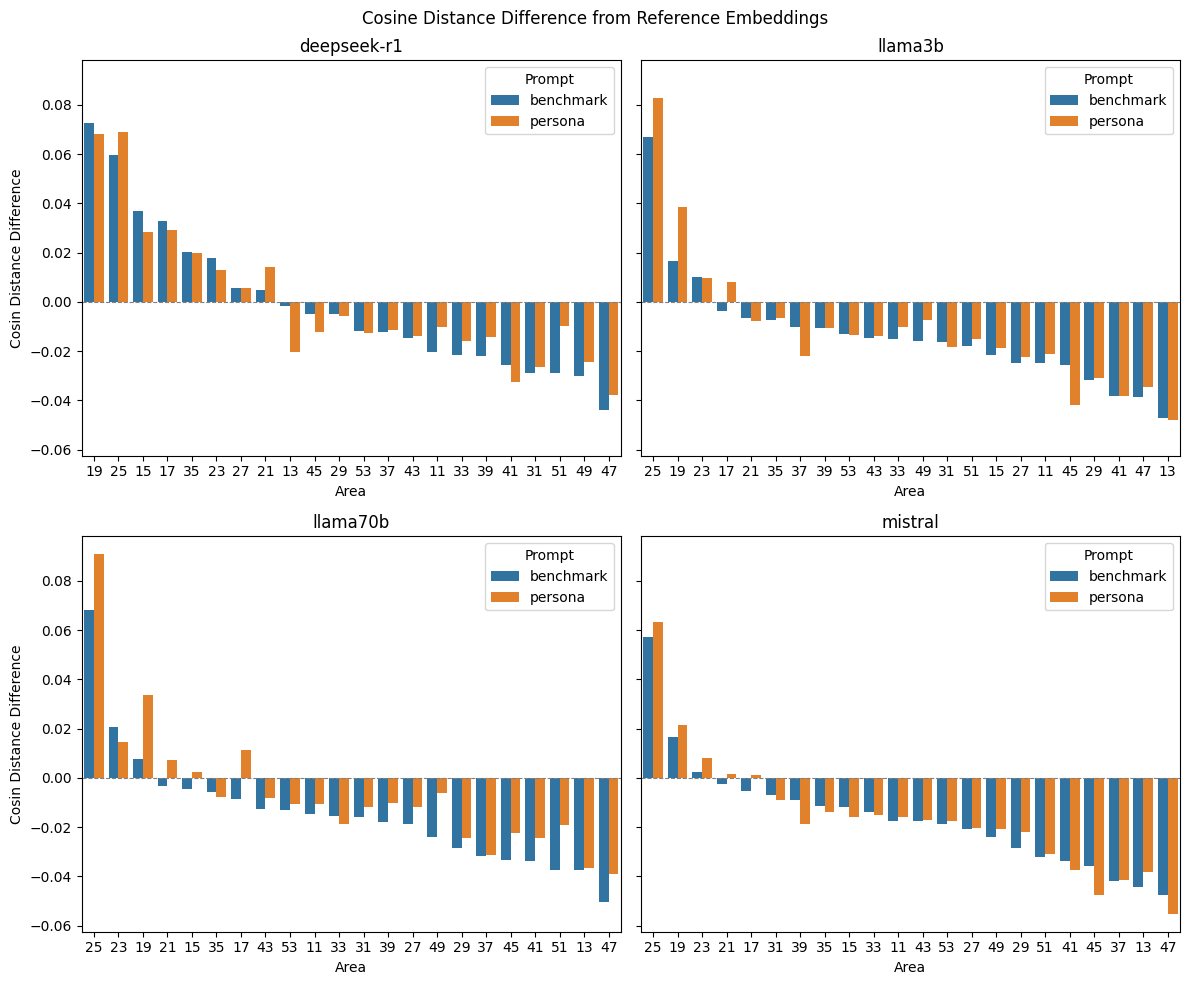 Cosine Distance Difference from Reference Embeddings
deepseek-r1
Prompt
benchmark
persona
0.08
0.06
0.04
0.02
0.00
−0.02
−0.04
−0.06
Cosin Distance Difference
19 25 15 17 35 23 27 21 13 45 29 53 37 43 11 33 39 41 31 51 49 47
Area
llama3b
Prompt
benchmark
persona
25 19 23 17 21 35 37 39 53 43 33 49 31 51 15 27 11 45 29 41 47 13
Area
llama70b
Prompt
benchmark
persona
0.08
0.06
0.04
0.02
0.00
−0.02
−0.04
−0.06
Cosin Distance Difference
25 23 19 21 15 35 17 43 53 11 33 31 39 27 49 29 37 45 41 51 13 47
Area
mistral
Prompt
benchmark
persona
25 19 23 21 17 31 39 35 15 33 11 43 53 27 49 29 51 41 45 37 13 47
Area